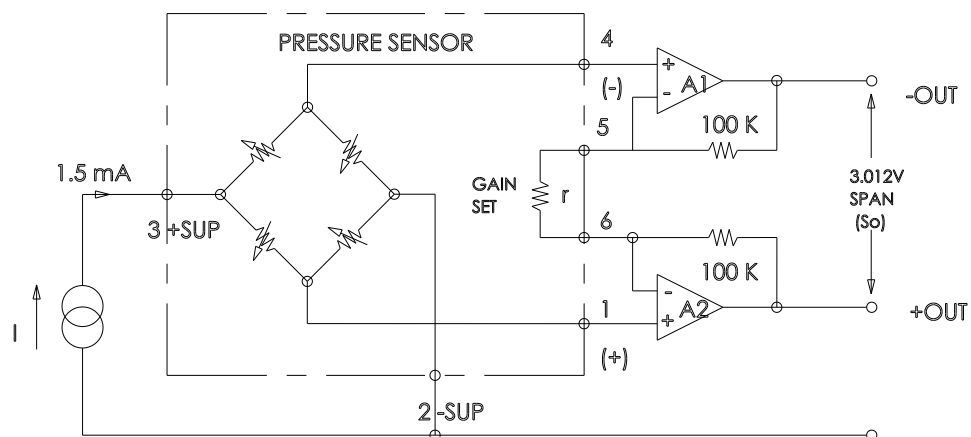 PRESSURE SENSOR
4
(-)
+
-
A1
-OUT
5
100 K
1.5 mA
GAIN
SET
r
3.012V
SPAN
(So)
3 +SUP
6
100 K
-
+
A2
1
(+)
+OUT
I
2 -SUP